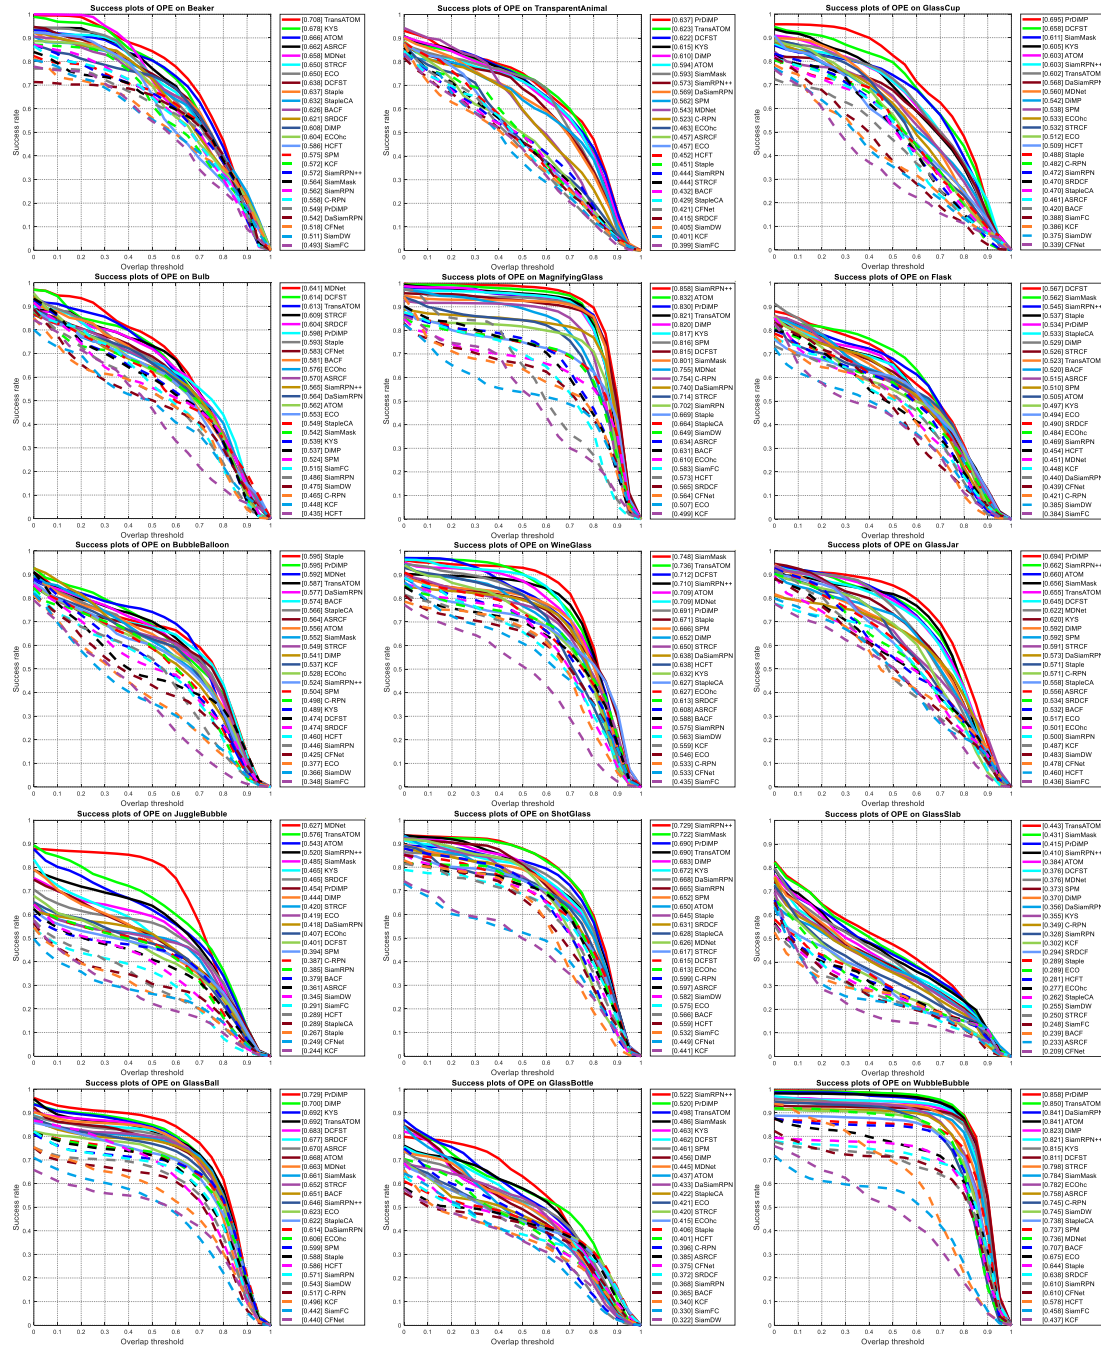 Success plots of OPE on Beaker
[0.708] TransATOM
[0.678] KYS
[0.666] ATOM
[0.662] ASRCF
[0.658] MDNet
[0.650] STRCF
[0.650] ECO
[0.638] DCFST
[0.637] Staple
[0.632] StapleCA
[0.626] BACF
[0.621] SRDCF
[0.608] DiMP
[0.604] ECOhc
[0.586] HCFT
[0.575] SPM
[0.572] KCF
[0.572] SiamRPN++
[0.564] SiamMask
[0.562] SiamRPN
[0.558] C-RPN
[0.549] PrDiMP
[0.542] DaSiamRPN
[0.518] CFNet
[0.511] SiamDW
[0.493] SiamFC
Success rate
Overlap threshold
Success plots of OPE on TransparentAnimal
[0.637] PrDiMP
[0.623] TransATOM
[0.622] DCFST
[0.615] KYS
[0.610] DiMP
[0.594] ATOM
[0.593] SiamMask
[0.573] SiamRPN++
[0.569] DaSiamRPN
[0.562] SPM
[0.543] MDNet
[0.523] C-RPN
[0.463] ECOhc
[0.457] ASRCF
[0.457] ECO
[0.452] HCFT
[0.451] Staple
[0.444] SiamRPN
[0.444] STRCF
[0.432] BACF
[0.429] StapleCA
[0.421] CFNet
[0.415] SRDCF
[0.405] SiamDW
[0.401] KCF
[0.399] SiamFC
Success rate
Overlap threshold
Success plots of OPE on GlassCup
[0.695] PrDiMP
[0.658] DCFST
[0.611] SiamMask
[0.605] KYS
[0.603] ATOM
[0.603] SiamRPN++
[0.602] TransATOM
[0.568] DaSiamRPN
[0.560] MDNet
[0.542] DiMP
[0.538] SPM
[0.533] ECOhc
[0.532] STRCF
[0.512] ECO
[0.509] HCFT
[0.488] Staple
[0.482] C-RPN
[0.472] SiamRPN
[0.470] SRDCF
[0.470] StapleCA
[0.461] ASRCF
[0.420] BACF
[0.388] SiamFC
[0.386] KCF
[0.375] SiamDW
[0.339] CFNet
Success rate
Overlap threshold
Success plots of OPE on Bulb
[0.641] MDNet
[0.614] DCFST
[0.613] TransATOM
[0.609] STRCF
[0.604] SRDCF
[0.598] PrDiMP
[0.593] Staple
[0.583] CFNet
[0.581] BACF
[0.576] ECOhc
[0.570] ASRCF
[0.565] SiamRPN++
[0.564] DaSiamRPN
[0.562] ATOM
[0.553] ECO
[0.549] StapleCA
[0.542] SiamMask
[0.539] KYS
[0.537] DiMP
[0.524] SPM
[0.515] SiamFC
[0.486] SiamRPN
[0.475] SiamDW
[0.465] C-RPN
[0.448] KCF
[0.435] HCFT
Success rate
Overlap threshold
Success plots of OPE on MagnifyingGlass
[0.858] SiamRPN++
[0.832] ATOM
[0.830] PrDiMP
[0.821] TransATOM
[0.820] DiMP
[0.817] KYS
[0.816] SPM
[0.815] DCFST
[0.801] SiamMask
[0.755] MDNet
[0.754] C-RPN
[0.740] DaSiamRPN
[0.714] STRCF
[0.702] SiamRPN
[0.669] Staple
[0.664] StapleCA
[0.649] SiamDW
[0.634] ASRCF
[0.631] BACF
[0.610] ECOhc
[0.583] SiamFC
[0.573] HCFT
[0.565] SRDCF
[0.564] CFNet
[0.507] ECO
[0.499] KCF
Success rate
Overlap threshold
Success plots of OPE on Flask
[0.567] DCFST
[0.562] SiamMask
[0.545] SiamRPN++
[0.537] Staple
[0.534] PrDiMP
[0.533] StapleCA
[0.529] DiMP
[0.526] STRCF
[0.523] TransATOM
[0.520] BACF
[0.515] ASRCF
[0.510] SPM
[0.505] ATOM
[0.497] KYS
[0.494] ECO
[0.490] SRDCF
[0.484] ECOhc
[0.469] SiamRPN
[0.454] HCFT
[0.451] MDNet
[0.448] KCF
[0.440] DaSiamRPN
[0.439] CFNet
[0.421] C-RPN
[0.385] SiamDW
[0.384] SiamFC
Success rate
Overlap threshold
Success plots of OPE on BubbleBalloon
[0.595] Staple
[0.595] PrDiMP
[0.592] MDNet
[0.587] TransATOM
[0.577] DaSiamRPN
[0.574] BACF
[0.566] StapleCA
[0.564] ASRCF
[0.556] ATOM
[0.552] SiamMask
[0.549] STRCF
[0.541] DiMP
[0.537] KCF
[0.528] ECOhc
[0.524] SiamRPN++
[0.504] SPM
[0.498] C-RPN
[0.489] KYS
[0.474] DCFST
[0.474] SRDCF
[0.460] HCFT
[0.446] SiamRPN
[0.425] CFNet
[0.377] ECO
[0.366] SiamDW
[0.348] SiamFC
Success rate
Overlap threshold
Success plots of OPE on WineGlass
[0.748] SiamMask
[0.736] TransATOM
[0.712] DCFST
[0.710] SiamRPN++
[0.709] ATOM
[0.709] MDNet
[0.691] PrDiMP
[0.671] Staple
[0.666] SPM
[0.652] DiMP
[0.650] STRCF
[0.638] DaSiamRPN
[0.638] HCFT
[0.632] KYS
[0.627] StapleCA
[0.627] ECOhc
[0.613] SRDCF
[0.608] ASRCF
[0.588] BACF
[0.575] SiamRPN
[0.563] SiamDW
[0.559] KCF
[0.546] ECO
[0.533] C-RPN
[0.533] CFNet
[0.435] SiamFC
Success rate
Overlap threshold
Success plots of OPE on GlassJar
[0.694] PrDiMP
[0.662] SiamRPN++
[0.660] ATOM
[0.656] SiamMask
[0.655] TransATOM
[0.645] DCFST
[0.622] MDNet
[0.620] KYS
[0.592] DiMP
[0.592] SPM
[0.591] STRCF
[0.573] DaSiamRPN
[0.571] Staple
[0.571] C-RPN
[0.558] StapleCA
[0.556] ASRCF
[0.534] SRDCF
[0.532] BACF
[0.517] ECO
[0.501] ECOhc
[0.500] SiamRPN
[0.487] KCF
[0.483] SiamDW
[0.478] CFNet
[0.460] HCFT
[0.436] SiamFC
Success rate
Overlap threshold
Success plots of OPE on JuggleBubble
[0.627] MDNet
[0.576] TransATOM
[0.543] ATOM
[0.520] SiamRPN++
[0.485] SiamMask
[0.465] KYS
[0.465] SRDCF
[0.454] PrDiMP
[0.444] DiMP
[0.420] STRCF
[0.419] ECO
[0.418] DaSiamRPN
[0.407] ECOhc
[0.401] DCFST
[0.394] SPM
[0.387] C-RPN
[0.385] SiamRPN
[0.379] BACF
[0.361] ASRCF
[0.345] SiamDW
[0.291] SiamFC
[0.289] HCFT
[0.289] StapleCA
[0.267] Staple
[0.249] CFNet
[0.244] KCF
Success rate
Overlap threshold
Success plots of OPE on ShotGlass
[0.729] SiamRPN++
[0.722] SiamMask
[0.690] PrDiMP
[0.690] TransATOM
[0.683] DiMP
[0.672] KYS
[0.668] DaSiamRPN
[0.665] SiamRPN
[0.652] SPM
[0.650] ATOM
[0.645] Staple
[0.631] SRDCF
[0.628] StapleCA
[0.626] MDNet
[0.617] STRCF
[0.615] DCFST
[0.613] ECOhc
[0.599] C-RPN
[0.597] ASRCF
[0.582] SiamDW
[0.575] ECO
[0.566] BACF
[0.559] HCFT
[0.532] SiamFC
[0.449] CFNet
[0.441] KCF
Success rate
Overlap threshold
Success plots of OPE on GlassSlab
[0.443] TransATOM
[0.431] SiamMask
[0.415] PrDiMP
[0.410] SiamRPN++
[0.384] ATOM
[0.376] DCFST
[0.376] MDNet
[0.373] SPM
[0.370] DiMP
[0.356] DaSiamRPN
[0.355] KYS
[0.349] C-RPN
[0.328] SiamRPN
[0.302] KCF
[0.294] SRDCF
[0.289] Staple
[0.289] ECO
[0.281] HCFT
[0.277] ECOhc
[0.262] StapleCA
[0.255] SiamDW
[0.250] STRCF
[0.248] SiamFC
[0.239] BACF
[0.233] ASRCF
[0.209] CFNet
Success rate
Overlap threshold
Success plots of OPE on GlassBall
[0.729] PrDiMP
[0.700] DiMP
[0.692] KYS
[0.692] TransATOM
[0.683] DCFST
[0.677] SRDCF
[0.670] ASRCF
[0.668] ATOM
[0.663] MDNet
[0.661] SiamMask
[0.652] STRCF
[0.651] BACF
[0.646] SiamRPN++
[0.623] ECO
[0.622] StapleCA
[0.614] DaSiamRPN
[0.606] ECOhc
[0.599] SPM
[0.588] Staple
[0.586] HCFT
[0.571] SiamRPN
[0.543] SiamDW
[0.517] C-RPN
[0.496] KCF
[0.442] SiamFC
[0.440] CFNet
Success rate
Overlap threshold
Success plots of OPE on GlassBottle
[0.522] SiamRPN++
[0.520] PrDiMP
[0.498] TransATOM
[0.486] SiamMask
[0.463] KYS
[0.462] DCFST
[0.461] SPM
[0.456] DiMP
[0.445] MDNet
[0.437] ATOM
[0.433] DaSiamRPN
[0.422] StapleCA
[0.421] ECO
[0.420] STRCF
[0.415] ECOhc
[0.406] Staple
[0.401] HCFT
[0.396] C-RPN
[0.385] ASRCF
[0.375] CFNet
[0.372] SRDCF
[0.368] SiamRPN
[0.365] BACF
[0.340] KCF
[0.330] SiamFC
[0.322] SiamDW
Success rate
Overlap threshold
Success plots of OPE on WubbleBubble
[0.858] PrDiMP
[0.850] TransATOM
[0.841] DaSiamRPN
[0.841] ATOM
[0.823] DiMP
[0.821] SiamRPN++
[0.815] KYS
[0.811] DCFST
[0.798] STRCF
[0.784] SiamMask
[0.782] ECOhc
[0.758] ASRCF
[0.745] C-RPN
[0.745] SiamDW
[0.738] StapleCA
[0.737] SPM
[0.736] MDNet
[0.707] BACF
[0.675] ECO
[0.644] Staple
[0.638] SRDCF
[0.610] SiamRPN
[0.610] CFNet
[0.578] HCFT
[0.458] SiamFC
[0.437] KCF
Success rate
Overlap threshold